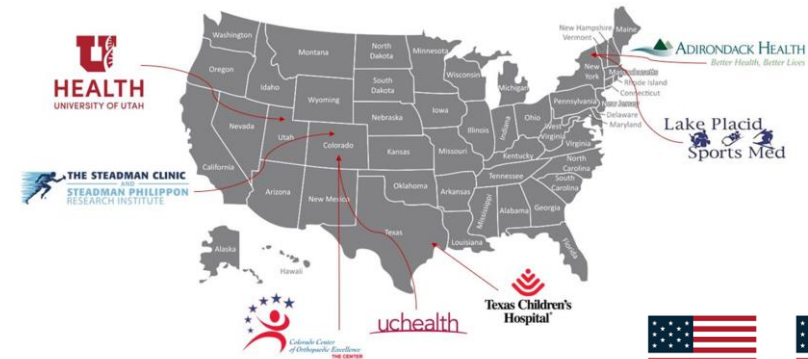 Washington
Oregon
California
Idaho
Nevada
Arizona
Montana
Wyoming
Utah
Colorado
New Mexico
North
Dakota
South
Dakota
Nebraska
Kansas
Oklahoma
Texas
Minnesota
Iowa
Missouri
Arkansas
Louisiana
Wisconsin
Illinois
Michigan
Indiana
Ohio
Kentucky
Tennessee
Mississippi
Alabama
Georgia
Florida
South
Carolina
North
Carolina
Virginia
West
Virginia
Pennsylvania
New
York
New Hampshire
Vermont
Maine
Massachusetts
Rhode Island
Connecticut
New Jersey
Delaware
Maryland
Alaska
Hawaii
U
HEALTH
UNIVERSITY OF UTAH
THE STEADMAN CLINIC
AND
STEADMAN PHILIPPON
RESEARCH INSTITUTE
ADIRONDACK HEALTH
Better Health, Better Lives
Lake Placid
Sports Med
Colorado Center
of Orthopaedic Excellence
THE CENTER
uchealth
Texas Children's
Hospital®